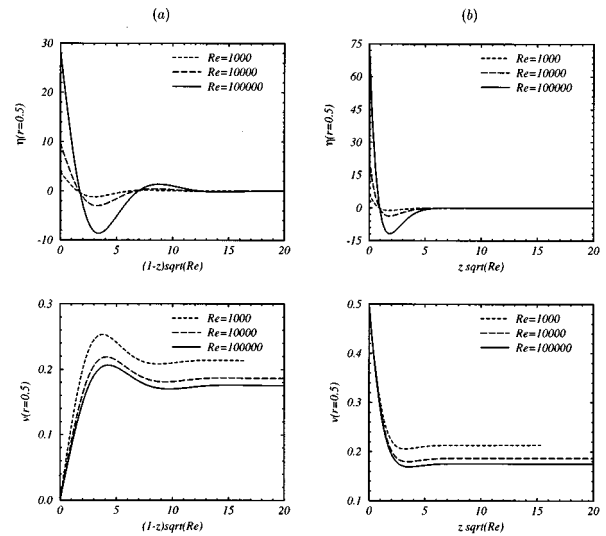 (a)
(b)
30
20
10
0
-10
η(r=0.5)
Re=1000
Re=10000
Re=100000
0 5 10 15 20
(1-z)sqrt(Re)
75
60
45
30
15
0
-15
η(r=0.5)
Re=1000
Re=10000
Re=100000
0 5 10 15 20
z sqrt(Re)
0.3
0.2
0.1
0.0
v(r=0.5)
Re=1000
Re=10000
Re=100000
0 5 10 15 20
(1-z)sqrt(Re)
0.5
0.4
0.3
0.2
0.1
v(r=0.5)
Re=1000
Re=10000
Re=100000
0 5 10 15 20
z sqrt(Re)